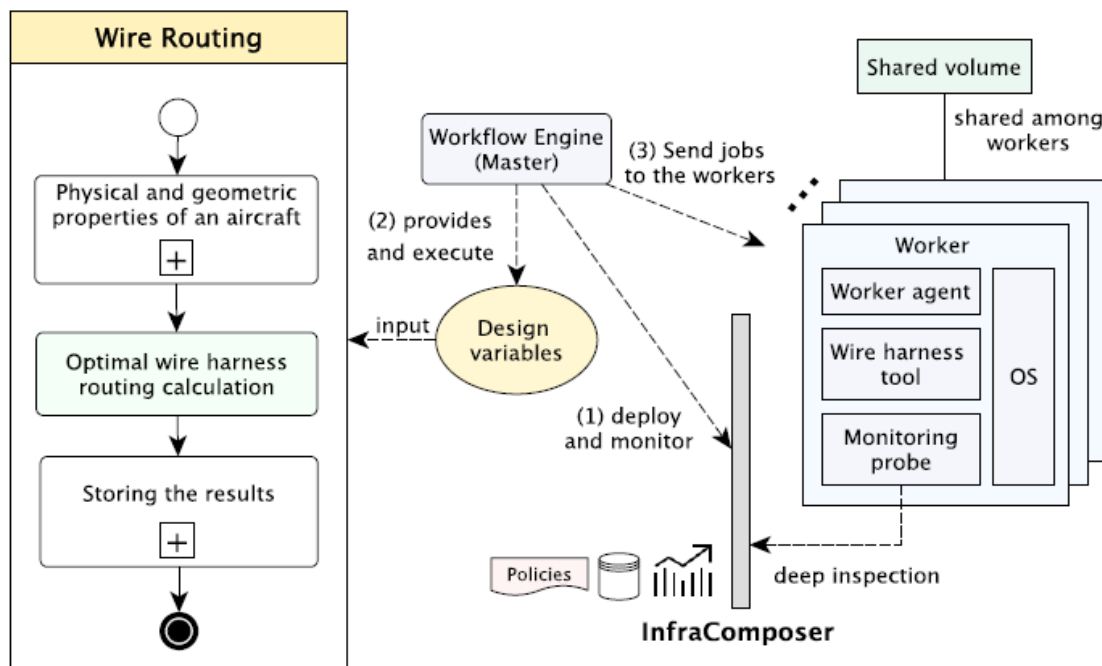 Wire Routing
Physical and geometric
properties of an aircraft
+
Optimal wire harness
routing calculation
Storing the results
+
Workflow Engine
(Master)
(2) provides
and execute
input
Design
variables
(3) Send jobs
to the workers
(1) deploy
and monitor
Shared volume
shared among
workers
Worker
Worker agent
Wire harness
tool
Monitoring
probe
OS
deep inspection
Policies
InfraComposer